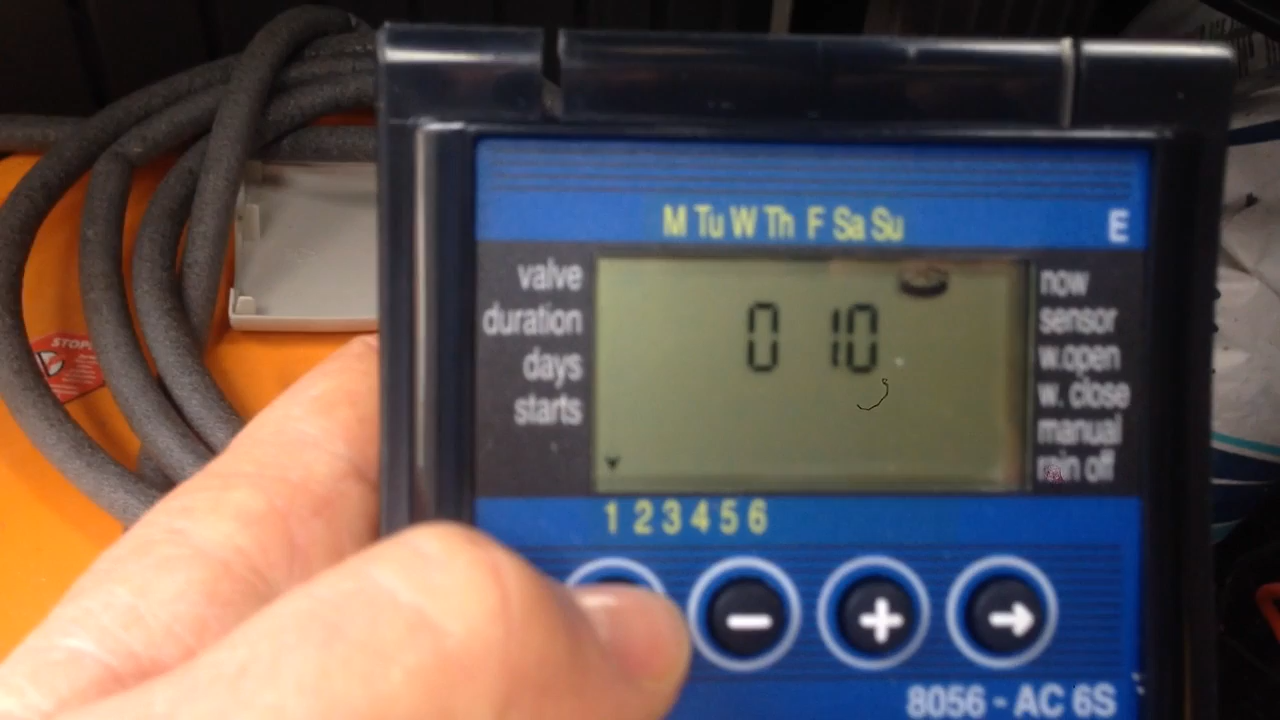 M Tu W Th F Sa Su
E
valve
duration
days
starts
0 10
now
sensor
w.open
w. close
manual
rain off
1 2 3 4 5 6
- + →
8056 - AC 6S
STOP!